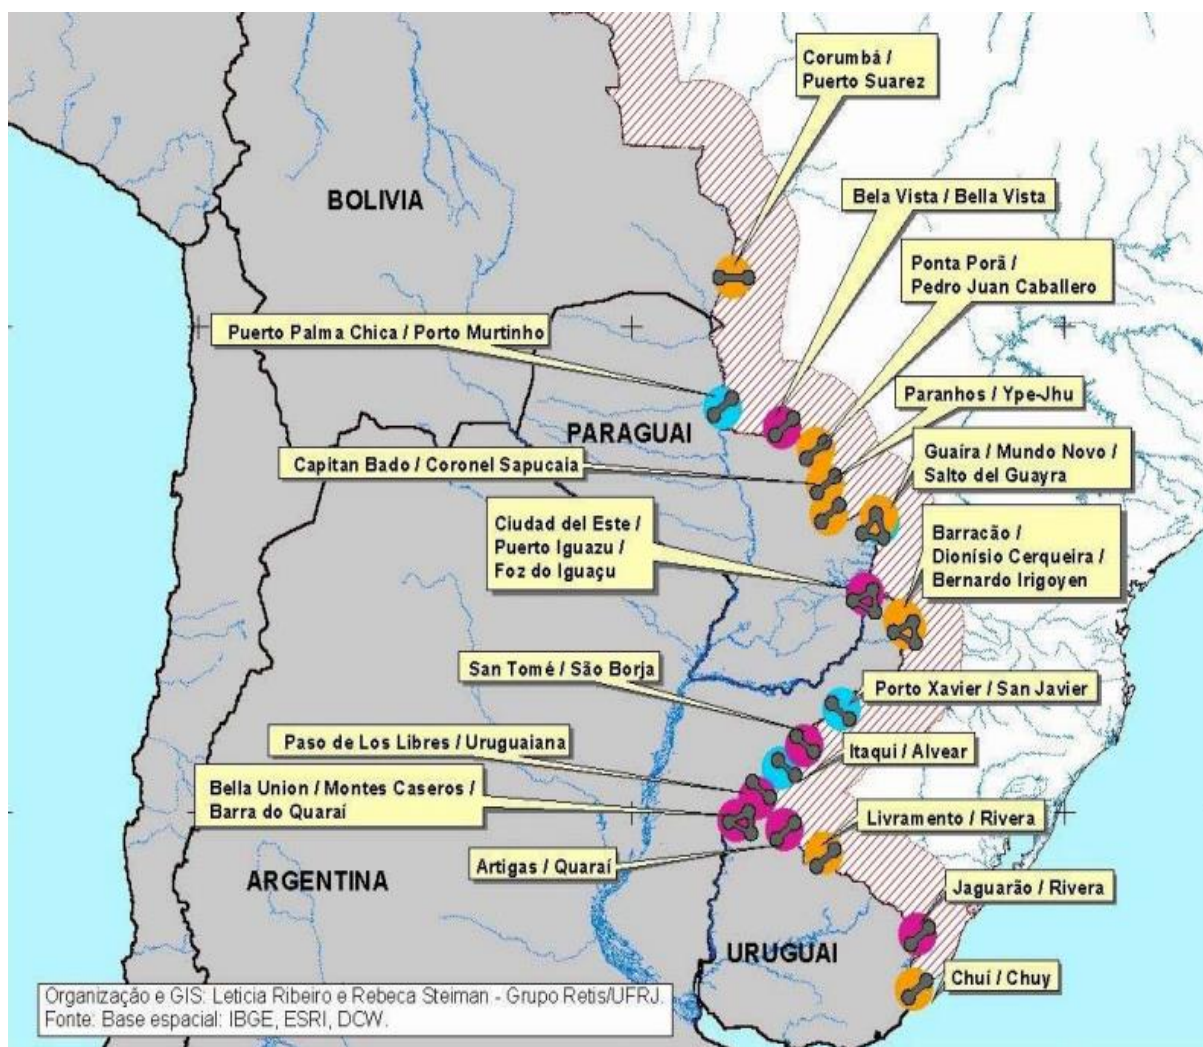 Corumbá /
Puerto Suarez
BOLIVIA
Bela Vista / Bella Vista
Ponta Porã /
Pedro Juan Caballero
Puerto Palma Chica / Porto Murtinho
Paranhos / Ype-Jhu
PARAGUAI
Guaíra / Mundo Novo /
Salto del Guayra
Capitan Bado / Coronel Sapucaia
Ciudad del Este /
Puerto Iguazu /
Foz do Iguaçu
Barracão /
Dionísio Cerqueira /
Bernardo Irigoyen
San Tomé / São Borja
Porto Xavier / San Javier
Paso de Los Libres / Uruguaiana
Itaqui / Alvear
Bella Union / Montes Caseros /
Barra do Quaraí
Livramento / Rivera
Artigas / Quaraí
ARGENTINA
Jaguarão / Rivera
URUGUAI
Chuí / Chuy
Organização e GIS: Leticia Ribeiro e Rebeca Steiman - Grupo Retis/UFRJ.
Fonte: Base espacial: IBGE, ESRI, DCW.